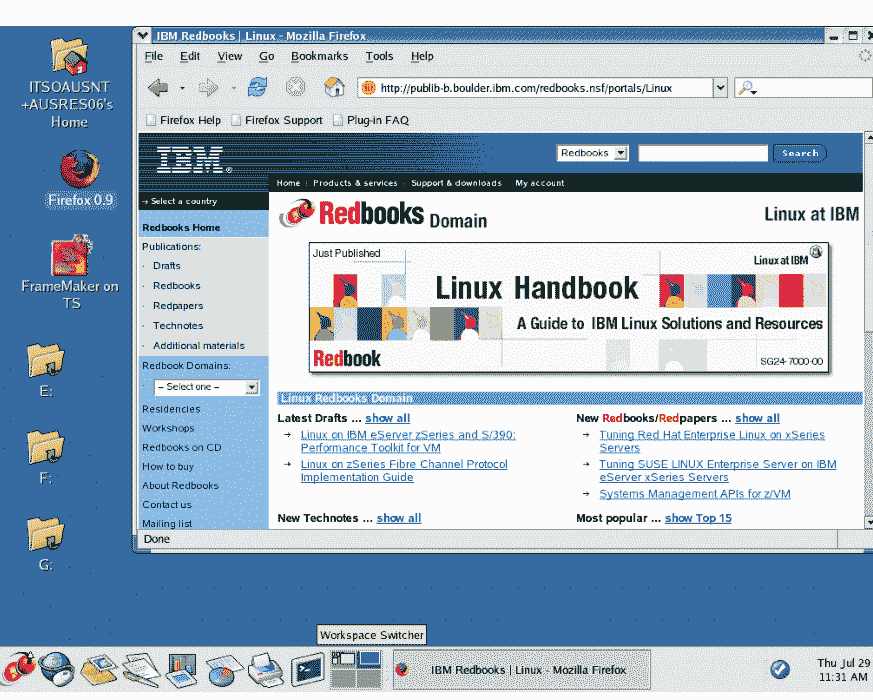 IBM Redbooks | Linux - Mozilla Firefox
File Edit View Go Bookmarks Tools Help
http://publib-b.boulder.ibm.com/redbooks.nsf/portals/Linux
Firefox Help Firefox Support Plug-in FAQ
ITSOAUSNT
+AUSRES06's
Home
Firefox 0.9
FrameMaker on
TS
E:
F:
G:
IBM®
Redbooks
Search
Home Products & services Support & downloads My account
Select a country
Redbooks Home
Publications:
· Drafts
· Redbooks
· Redpapers
· Technotes
· Additional materials
Redbook Domains:
– Select one –
Residencies
Workshops
Redbooks on CD
How to buy
About Redbooks
Contact us
Mailing list
Redbooks Domain
Linux at IBM
Just Published
Linux at IBM
Linux Handbook
A Guide to IBM Linux Solutions and Resources
Redbook
SG24-7000-00
Linux Redbooks Domain
Latest Drafts ... show all
Linux on IBM eServer zSeries and S/390:
Performance Toolkit for VM
Linux on zSeries Fibre Channel Protocol
Implementation Guide
New Technotes ... show all
New Redbooks/Redpapers ... show all
Tuning Red Hat Enterprise Linux on xSeries
Servers
Tuning SUSE LINUX Enterprise Server on IBM
eServer xSeries Servers
Systems Management APIs for z/VM
Most popular ... show Top 15
Done
Workspace Switcher
IBM Redbooks | Linux - Mozilla Firefox
Thu Jul 29
11:31 AM